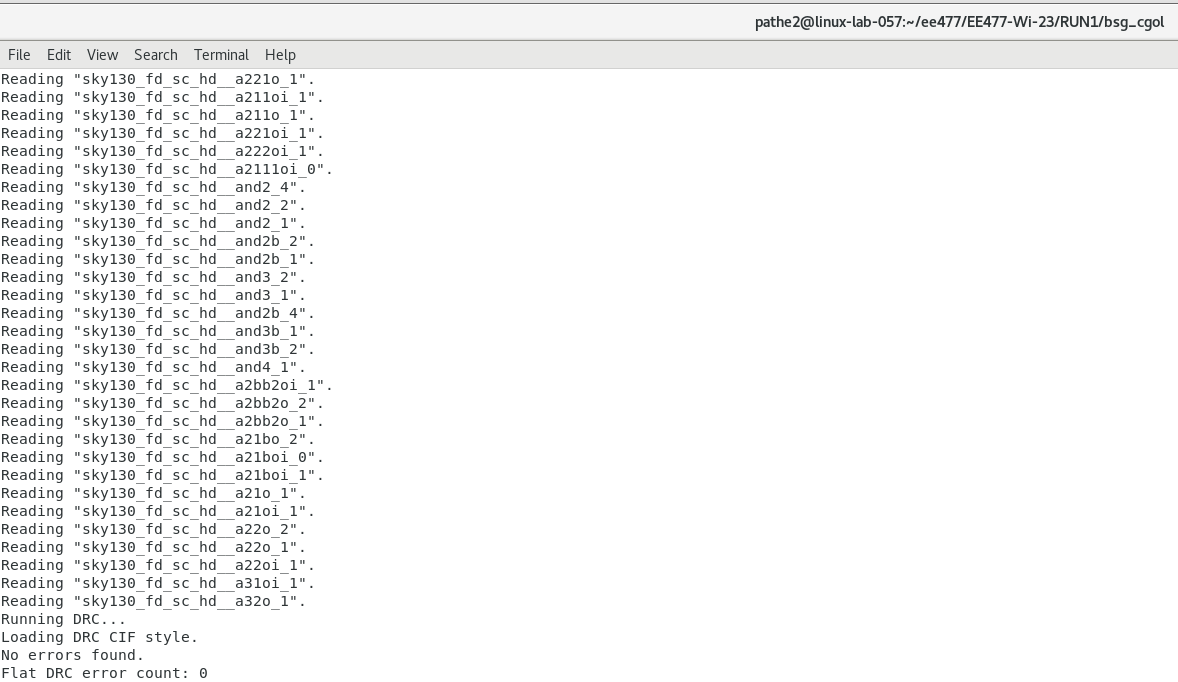 pathe2@linux-lab-057:~/ee477/EE477-Wi-23/RUN1/bsg_cgol
File Edit View Search Terminal Help
Reading "sky130_fd_sc_hd__a221o_1".
Reading "sky130_fd_sc_hd__a211oi_1".
Reading "sky130_fd_sc_hd__a211o_1".
Reading "sky130_fd_sc_hd__a221oi_1".
Reading "sky130_fd_sc_hd__a222oi_1".
Reading "sky130_fd_sc_hd__a2111oi_0".
Reading "sky130_fd_sc_hd__and2_4".
Reading "sky130_fd_sc_hd__and2_2".
Reading "sky130_fd_sc_hd__and2_1".
Reading "sky130_fd_sc_hd__and2b_2".
Reading "sky130_fd_sc_hd__and2b_1".
Reading "sky130_fd_sc_hd__and3_2".
Reading "sky130_fd_sc_hd__and3_1".
Reading "sky130_fd_sc_hd__and2b_4".
Reading "sky130_fd_sc_hd__and3b_1".
Reading "sky130_fd_sc_hd__and3b_2".
Reading "sky130_fd_sc_hd__and4_1".
Reading "sky130_fd_sc_hd__a2bb2oi_1".
Reading "sky130_fd_sc_hd__a2bb2o_2".
Reading "sky130_fd_sc_hd__a2bb2o_1".
Reading "sky130_fd_sc_hd__a21bo_2".
Reading "sky130_fd_sc_hd__a21boi_0".
Reading "sky130_fd_sc_hd__a21boi_1".
Reading "sky130_fd_sc_hd__a21o_1".
Reading "sky130_fd_sc_hd__a21oi_1".
Reading "sky130_fd_sc_hd__a22o_2".
Reading "sky130_fd_sc_hd__a22o_1".
Reading "sky130_fd_sc_hd__a22oi_1".
Reading "sky130_fd_sc_hd__a31oi_1".
Reading "sky130_fd_sc_hd__a32o_1".
Running DRC...
Loading DRC CIF style.
No errors found.
Flat DRC error count: 0